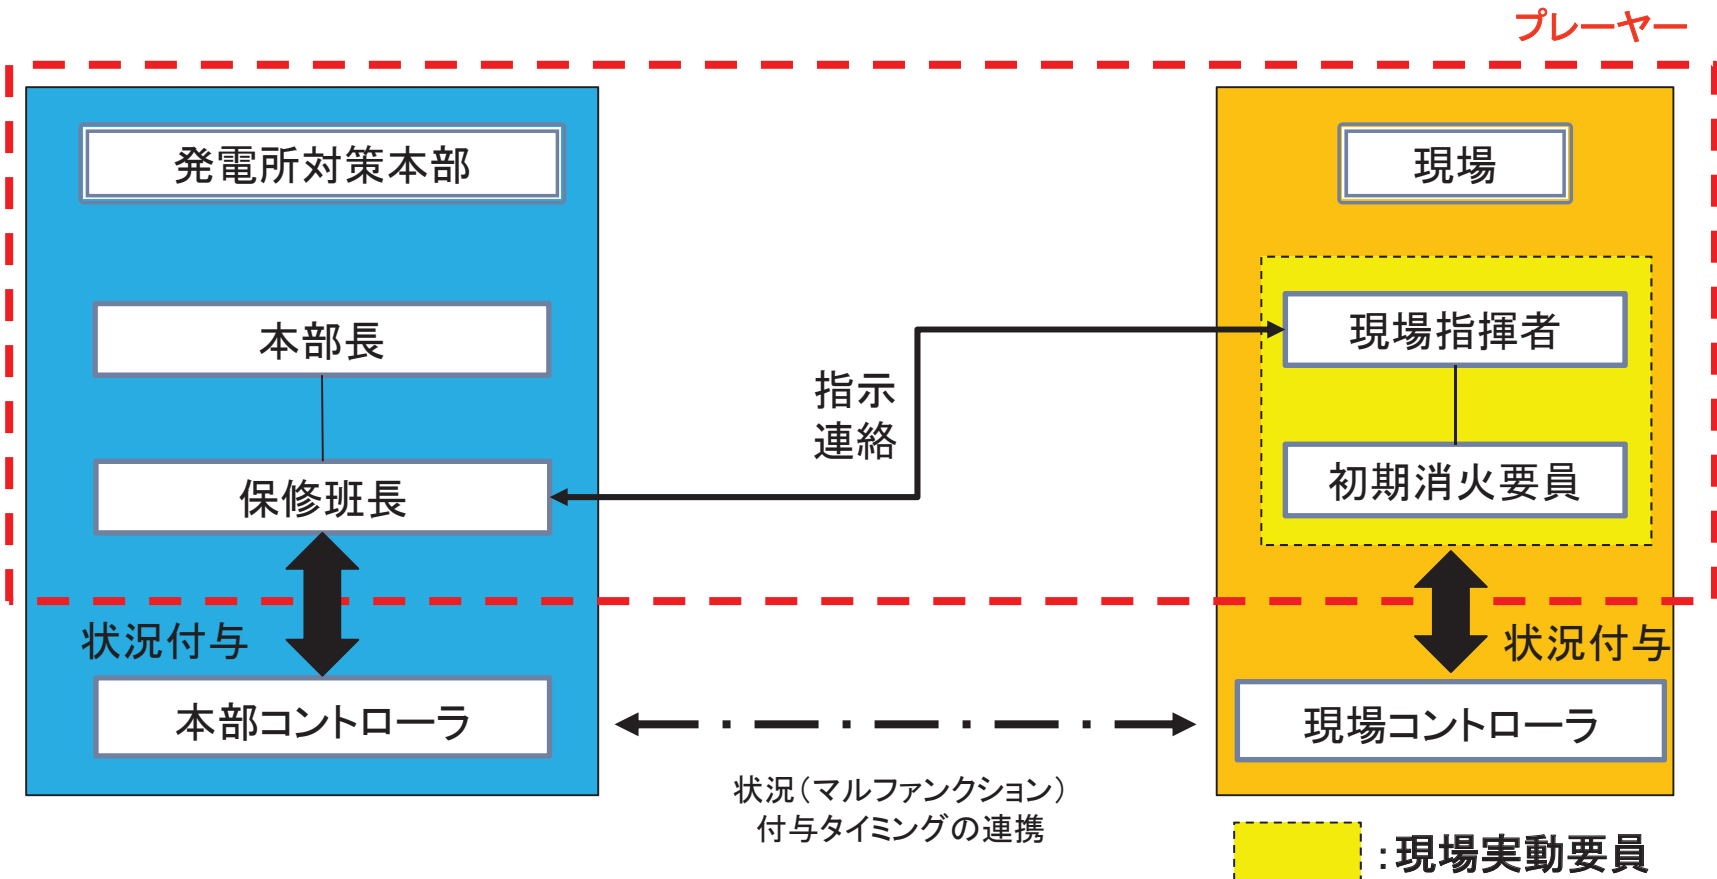 プレーヤー
発電所対策本部
現場
本部長
現場指揮者
指示
連絡
保修班長
初期消火要員
状況付与
状況付与
本部コントローラ
現場コントローラ
状況（マルファンクション）
付与タイミングの連携
：現場実動要員